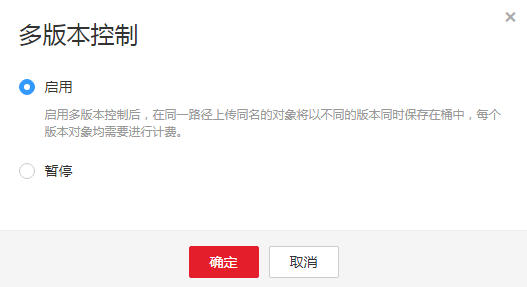 多版本控制
启用
启用多版本控制后，在同一路径上传同名的对象将以不同的版本同时保存在桶中，每个
版本对象均需要进行计费。
暂停
确定
取消